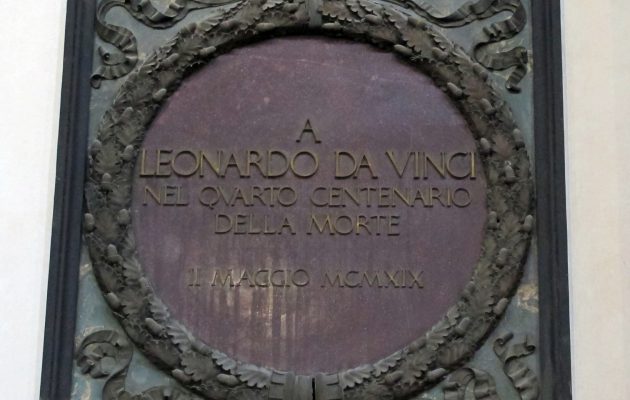 A
LEONARDO DA VINCI
NEL QVARTO CENTENARIO
DELLA MORTE
II MAGGIO MCMXIX